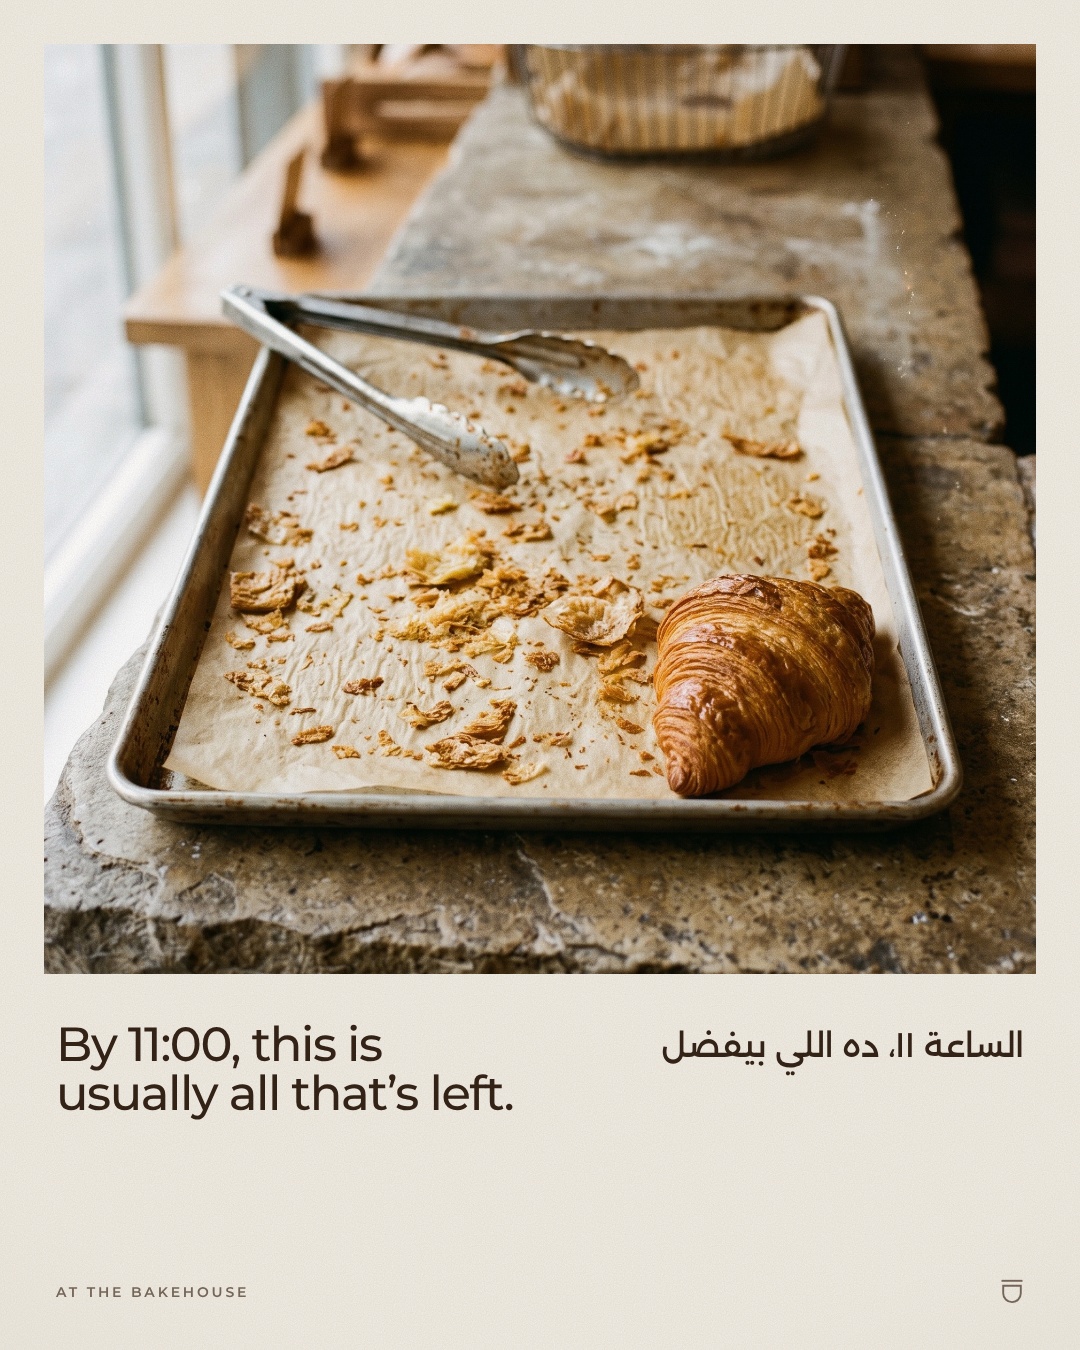 By 11:00, this is
usually all that’s left.
الساعة ١١، ده اللي بيفضل
AT THE BAKEHOUSE